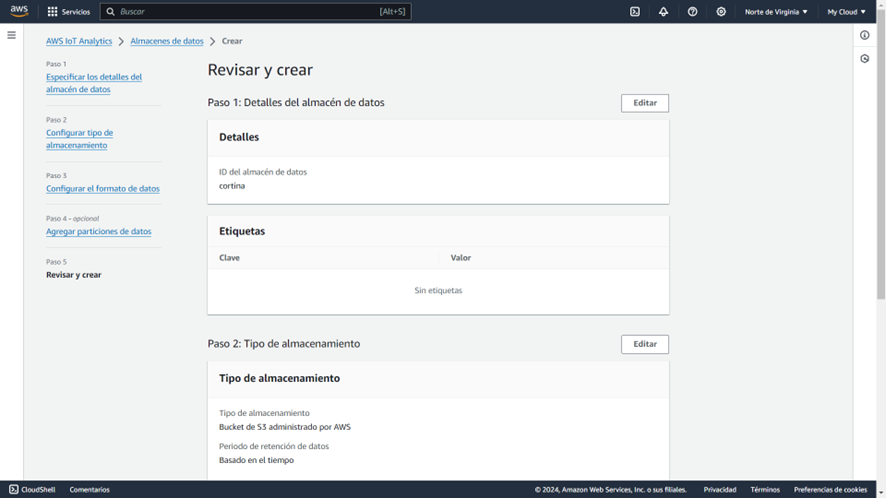 aws
Servicios
Buscar
[Alt+S]
Norte de Virginia
My Cloud
AWS IoT Analytics
Almacenes de datos
Crear
Paso 1
Especificar los detalles del
almacén de datos
Paso 2
Configurar tipo de
almacenamiento
Paso 3
Configurar el formato de datos
Paso 4 - opcional
Agregar particiones de datos
Paso 5
Revisar y crear
Revisar y crear
Paso 1: Detalles del almacén de datos
Editar
Detalles
ID del almacén de datos
cortina
Etiquetas
Clave
Valor
Sin etiquetas
Paso 2: Tipo de almacenamiento
Editar
Tipo de almacenamiento
Tipo de almacenamiento
Bucket de S3 administrado por AWS
Periodo de retención de datos
Basado en el tiempo
CloudShell
Comentarios
© 2024, Amazon Web Services, Inc. o sus filiales.
Privacidad
Términos
Preferencias de cookies